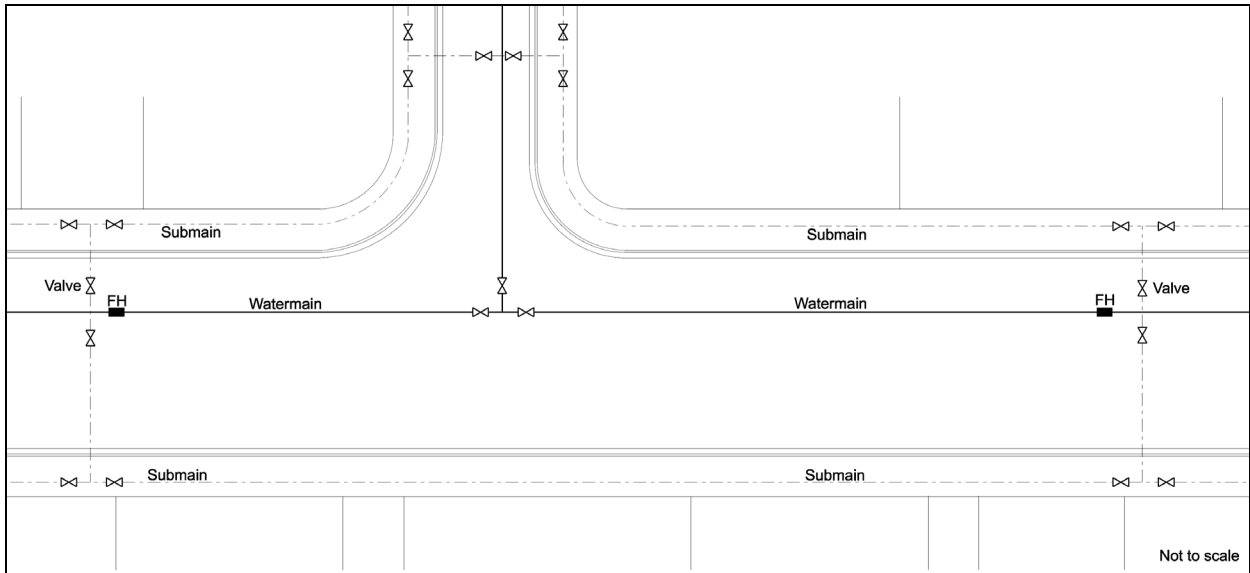 Submain
Submain
Valve
Valve
FH
Watermain
Watermain
FH
Submain
Submain
Not to scale